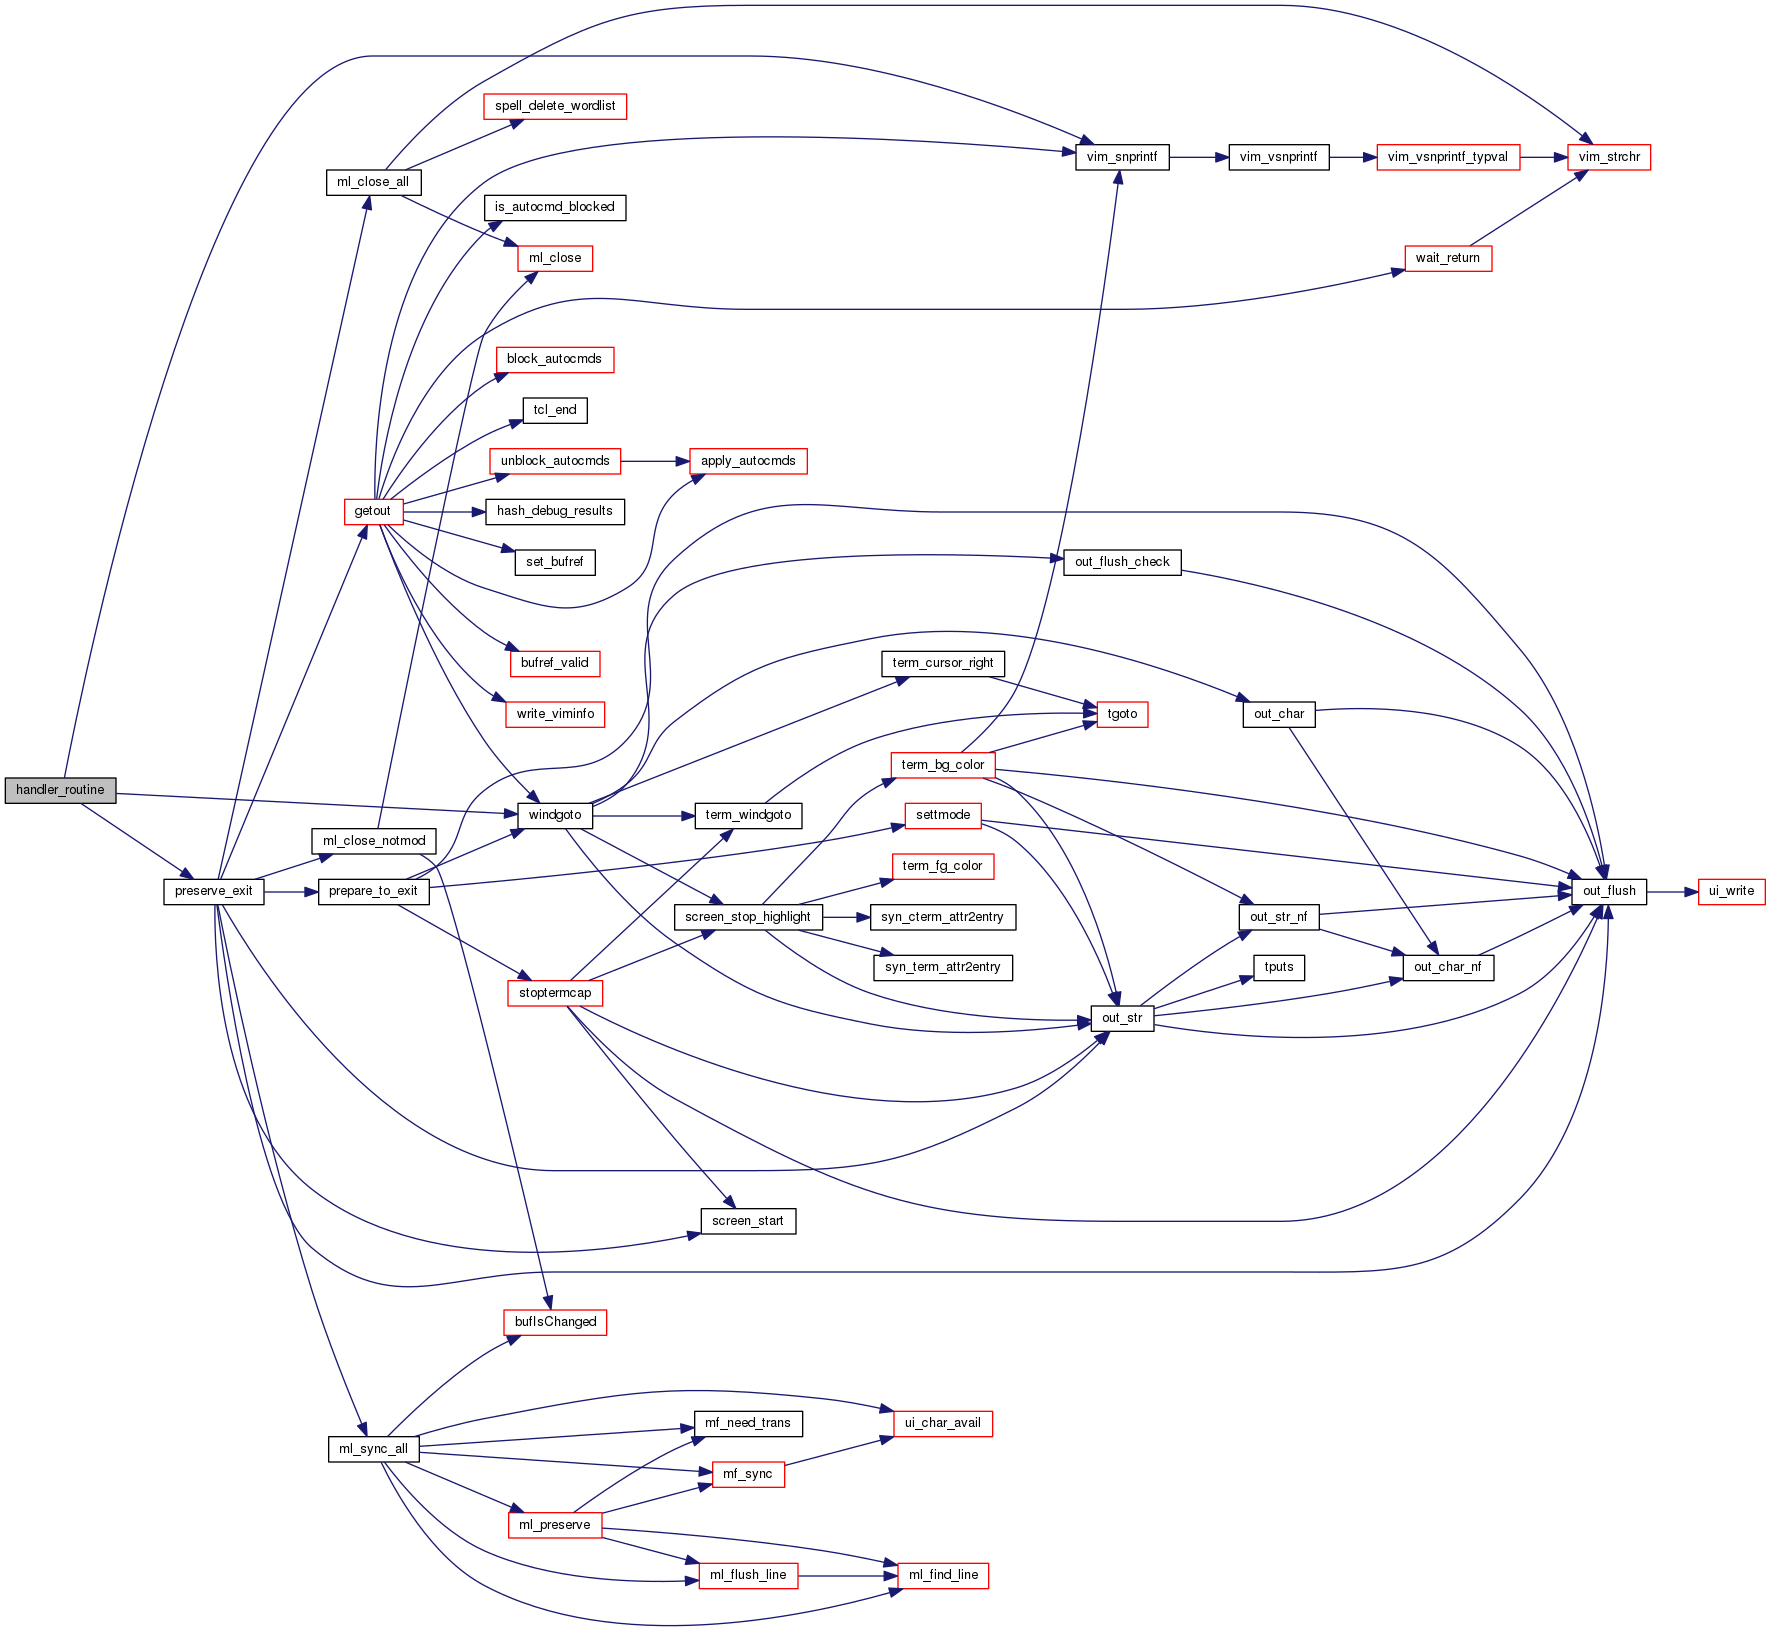 spell_delete_wordlist
vim_snprintf
vim_vsnprintf
vim_vsnprintf_typval
vim_strchr
ml_close_all
is_autocmd_blocked
ml_close
wait_return
block_autocmds
tcl_end
unblock_autocmds
apply_autocmds
getout
hash_debug_results
set_bufref
out_flush_check
bufref_valid
term_cursor_right
write_viminfo
tgoto
out_char
term_bg_color
handler_routine
windgoto
term_windgoto
settmode
ml_close_notmod
term_fg_color
preserve_exit
prepare_to_exit
out_flush
ui_write
screen_stop_highlight
syn_cterm_attr2entry
out_str_nf
syn_term_attr2entry
tputs
out_char_nf
stoptermcap
out_str
screen_start
bufIsChanged
mf_need_trans
ui_char_avail
ml_sync_all
mf_sync
ml_preserve
ml_flush_line
ml_find_line